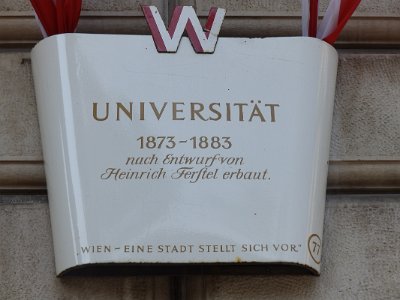 W
UNIVERSITÄT
1873-1883
nach Entwurf von
Heinrich Ferstel erbaut.
„WIEN – EINE STADT STELLT SICH VOR."
77